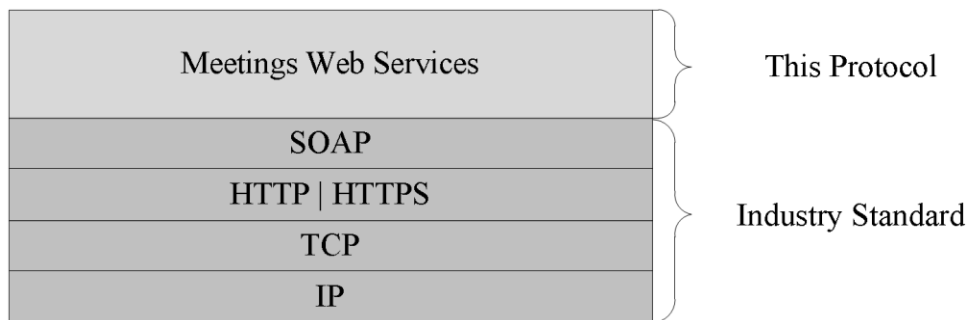 Meetings Web Services
This Protocol
SOAP
HTTP | HTTPS
TCP
IP
Industry Standard